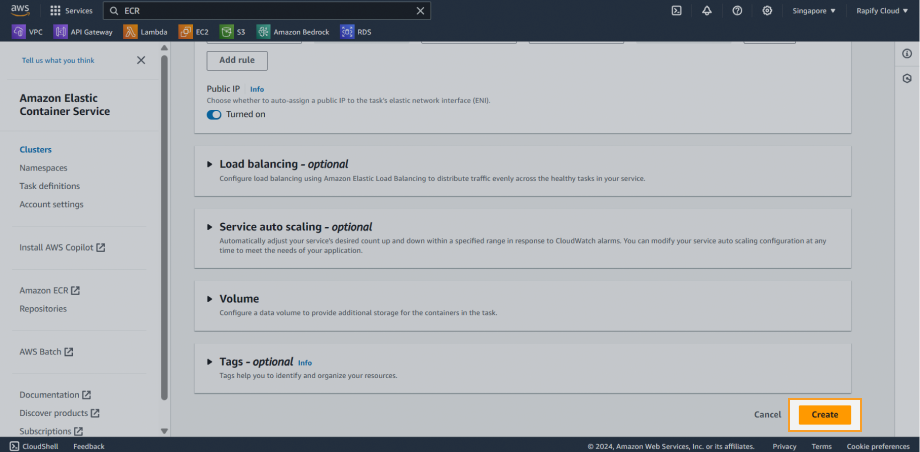 aws Services ECR Singapore Rapify Cloud
VPC API Gateway Lambda EC2 S3 Amazon Bedrock RDS
Tell us what you think
Amazon Elastic
Container Service
Clusters
Namespaces
Task definitions
Account settings
Install AWS Copilot
Amazon ECR
Repositories
AWS Batch
Documentation
Discover products
Subscriptions
Add rule
Public IP Info
Choose whether to auto-assign a public IP to the task's elastic network interface (ENI).
Turned on
Load balancing - optional
Configure load balancing using Amazon Elastic Load Balancing to distribute traffic evenly across the healthy tasks in your service.
Service auto scaling - optional
Automatically adjust your service's desired count up and down within a specified range in response to CloudWatch alarms. You can modify your service auto scaling configuration at any
time to meet the needs of your application.
Volume
Configure a data volume to provide additional storage for the containers in the task.
Tags - optional Info
Tags help you to identify and organize your resources.
Cancel Create
CloudShell Feedback © 2024, Amazon Web Services, Inc. or its affiliates. Privacy Terms Cookie preferences